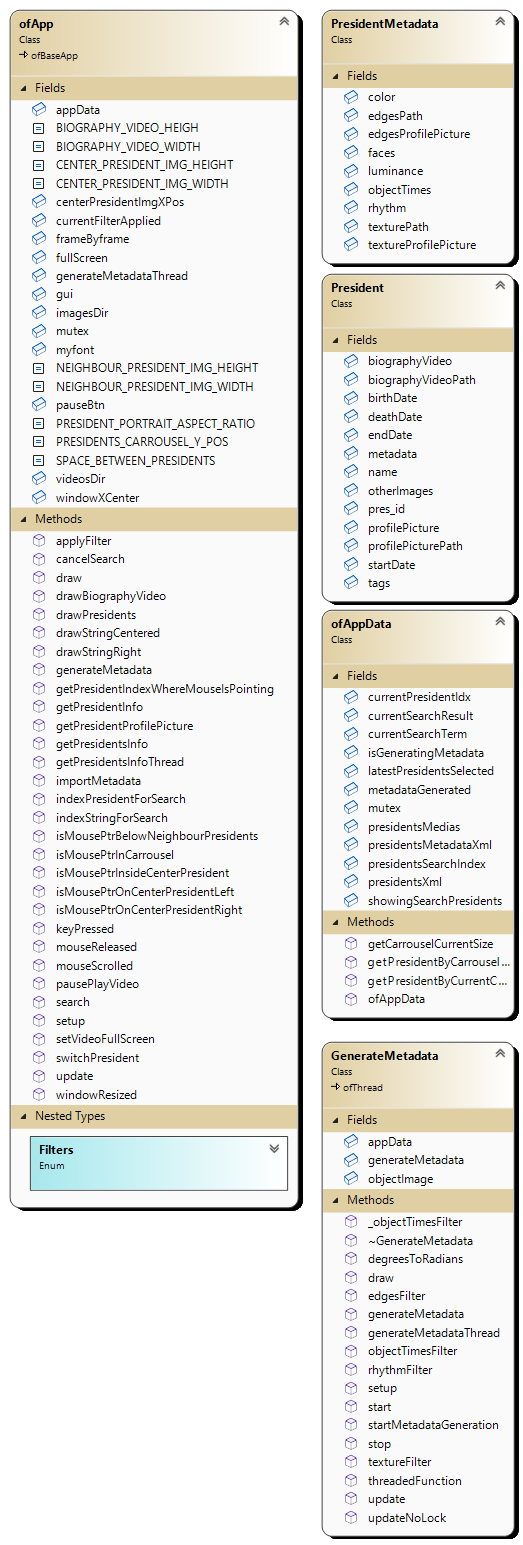 ofApp
Class
ofBaseApp
Fields
appData
BIOGRAPHY_VIDEO_HEIGH
BIOGRAPHY_VIDEO_WIDTH
CENTER_PRESIDENT_IMG_HEIGHT
CENTER_PRESIDENT_IMG_WIDTH
centerPresidentImgXPos
currentFilterApplied
frameByframe
fullScreen
generateMetadataThread
gui
imagesDir
mutex
myfont
NEIGHBOUR_PRESIDENT_IMG_HEIGHT
NEIGHBOUR_PRESIDENT_IMG_WIDTH
pauseBtn
PRESIDENT_PORTRAIT_ASPECT_RATIO
PRESIDENTS_CARROUSEL_Y_POS
SPACE_BETWEEN_PRESIDENTS
videosDir
windowXCenter
Methods
applyFilter
cancelSearch
draw
drawBiographyVideo
drawPresidents
drawStringCentered
drawStringRight
generateMetadata
getPresidentIndexWhereMouseIsPointing
getPresidentInfo
getPresidentProfilePicture
getPresidentsInfo
getPresidentsInfoThread
importMetadata
indexPresidentForSearch
indexStringForSearch
isMousePtrBelowNeighbourPresidents
isMousePtrInCarrousel
isMousePtrInsideCenterPresident
isMousePtrOnCenterPresidentLeft
isMousePtrOnCenterPresidentRight
keyPressed
mouseReleased
mouseScrolled
pausePlayVideo
search
setup
setVideoFullScreen
switchPresident
update
windowResized
Nested Types
Filters
Enum
PresidentMetadata
Class
Fields
color
edgesPath
edgesProfilePicture
faces
luminance
objectTimes
rhythm
texturePath
textureProfilePicture
President
Class
Fields
biographyVideo
biographyVideoPath
birthDate
deathDate
endDate
metadata
name
otherImages
pres_id
profilePicture
profilePicturePath
startDate
tags
ofAppData
Class
Fields
currentPresidentIdx
currentSearchResult
currentSearchTerm
isGeneratingMetadata
latestPresidentsSelected
metadataGenerated
mutex
presidentsMedias
presidentsMetadataXml
presidentsSearchIndex
presidentsXml
showingSearchPresidents
Methods
getCarrouselCurrentSize
getPresidentByCarrousel...
getPresidentByCurrentC...
ofAppData
GenerateMetadata
Class
ofThread
Fields
appData
generateMetadata
objectImage
Methods
_objectTimesFilter
~GenerateMetadata
degreesToRadians
draw
edgesFilter
generateMetadata
generateMetadataThread
objectTimesFilter
rhythmFilter
setup
start
startMetadataGeneration
stop
textureFilter
threadedFunction
update
updateNoLock